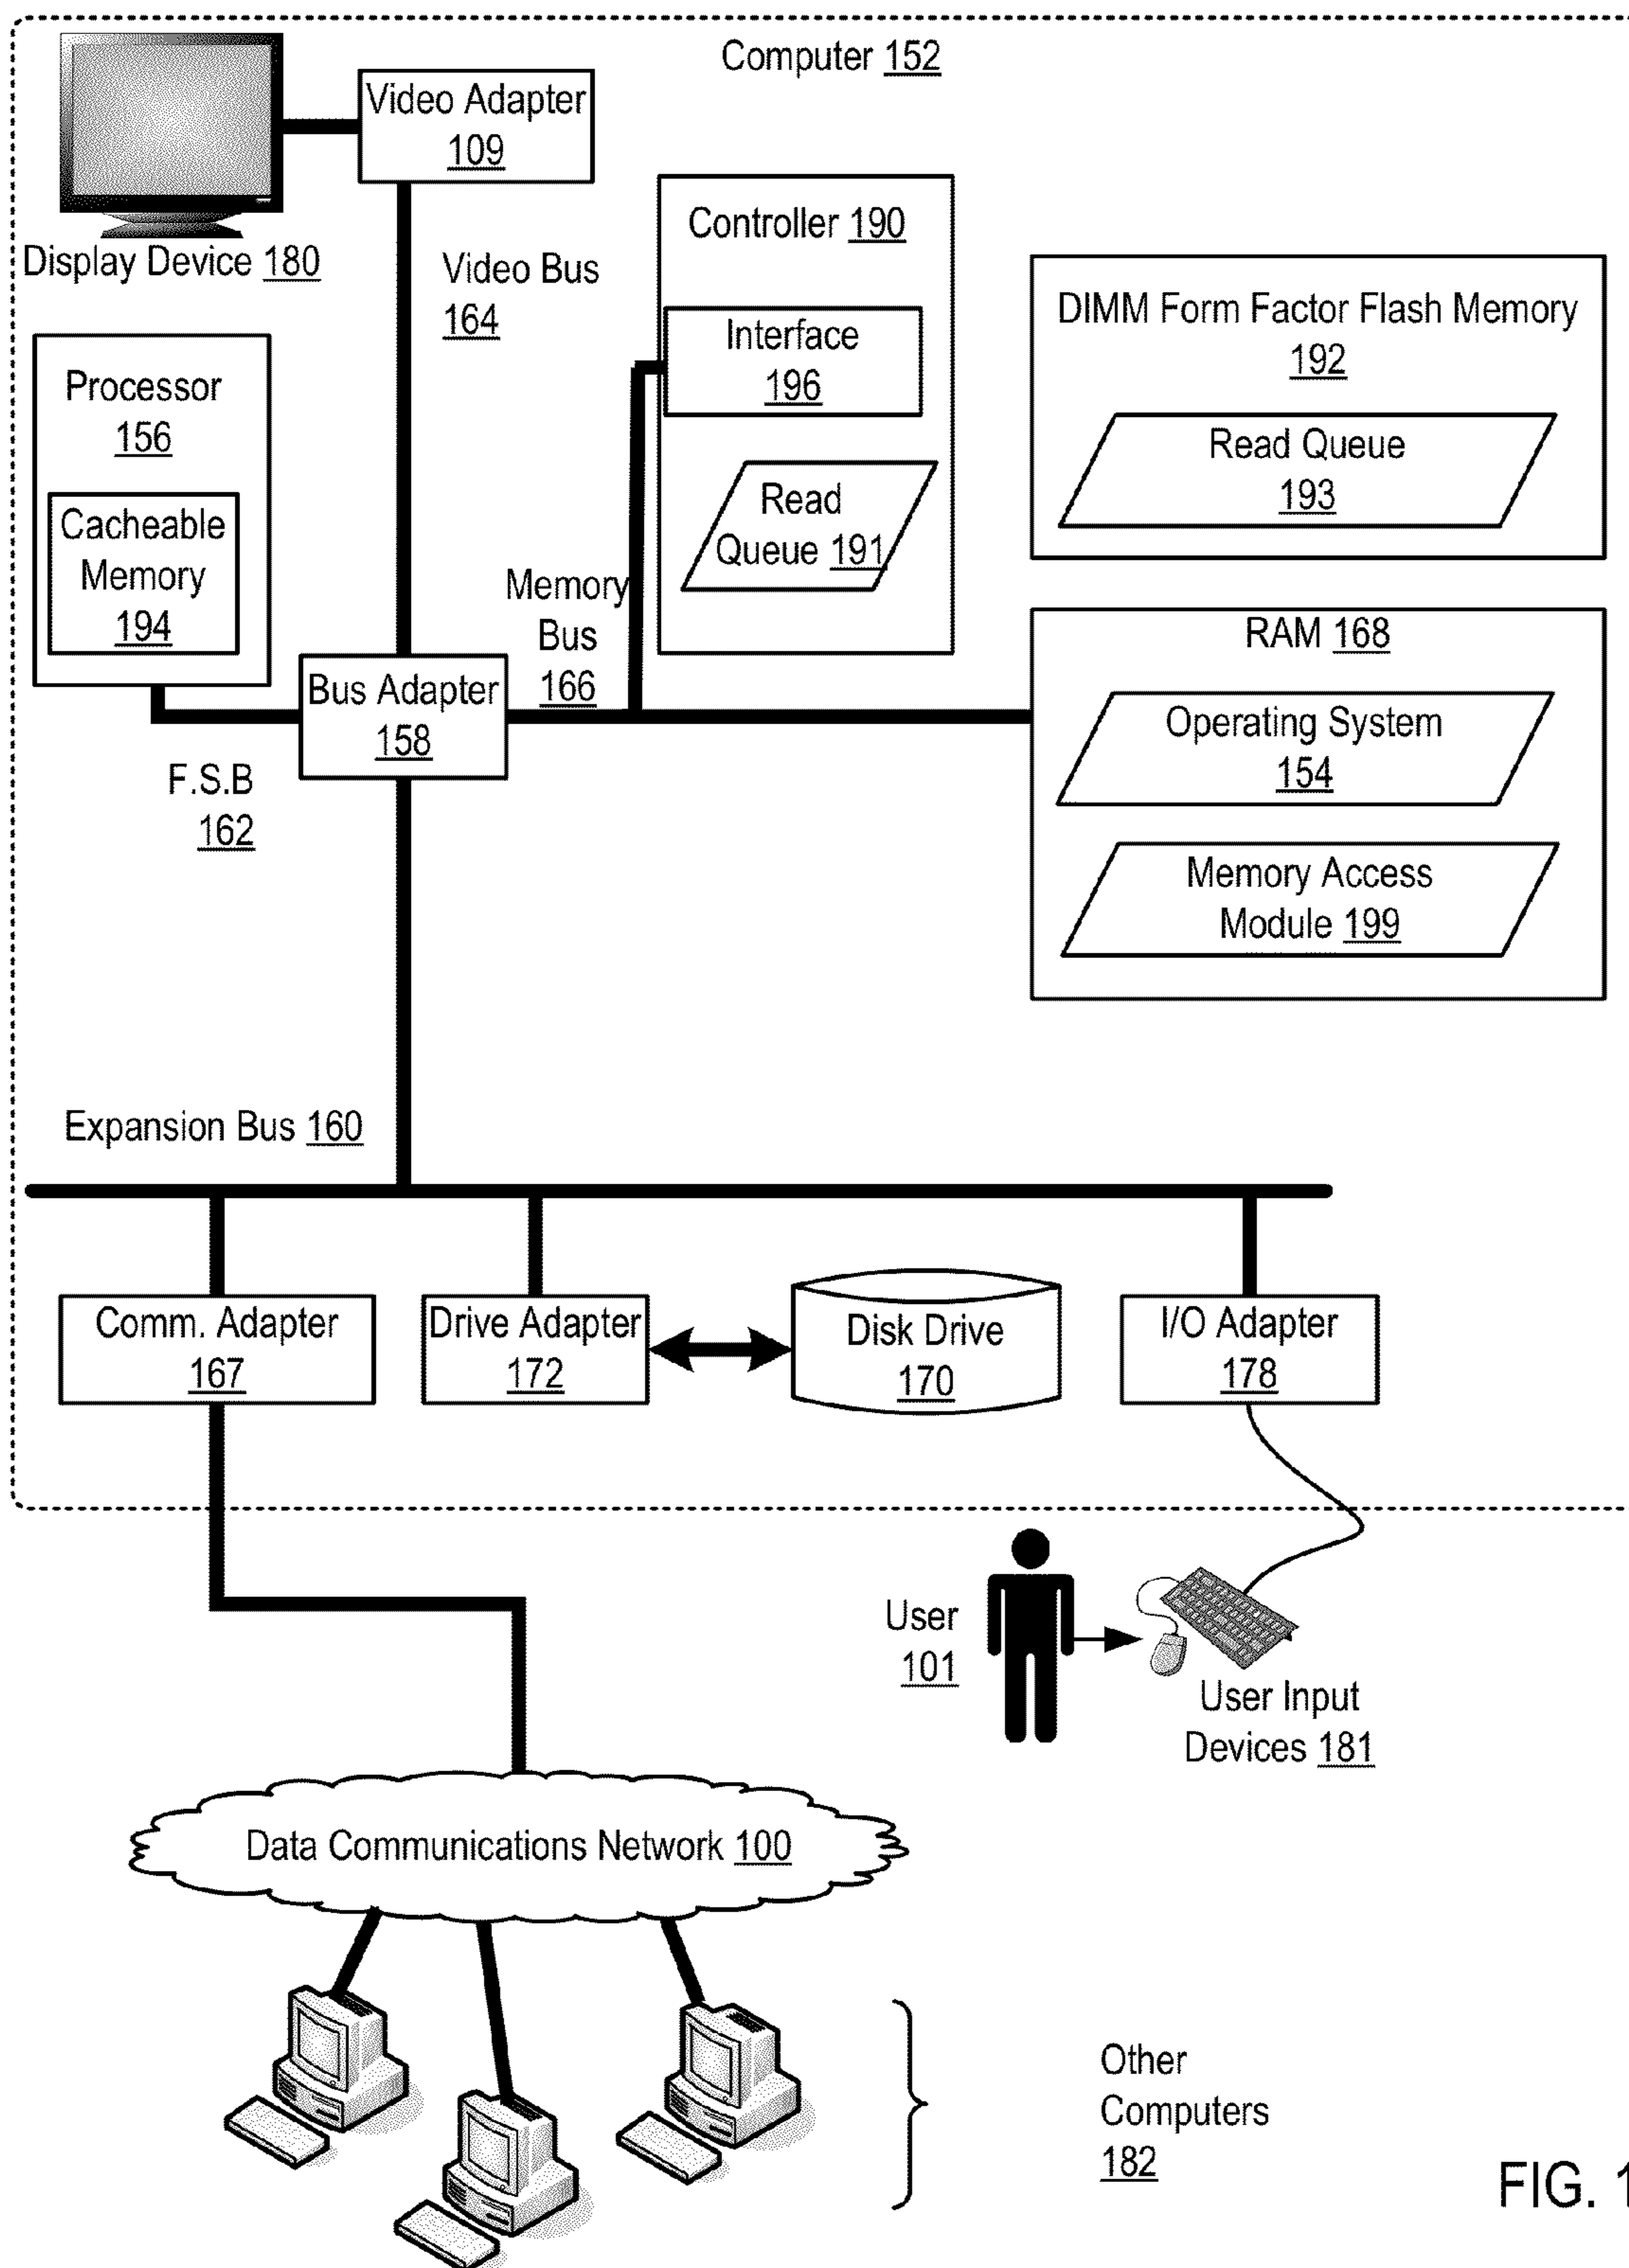 Computer 152
Video Adapter
109
Display Device 180
Video Bus
164
Controller 190
Interface
196
Read
Queue 191
DIMM Form Factor Flash Memory
192
Read Queue
193
Processor
156
Cacheable
Memory
194
Memory
Bus
166
Bus Adapter
158
F.S.B
162
RAM 168
Operating System
154
Memory Access
Module 199
Expansion Bus 160
Comm. Adapter
167
Drive Adapter
172
Disk Drive
170
I/O Adapter
178
User
101
User Input
Devices 181
Data Communications Network 100
Other
Computers
182
FIG. 1